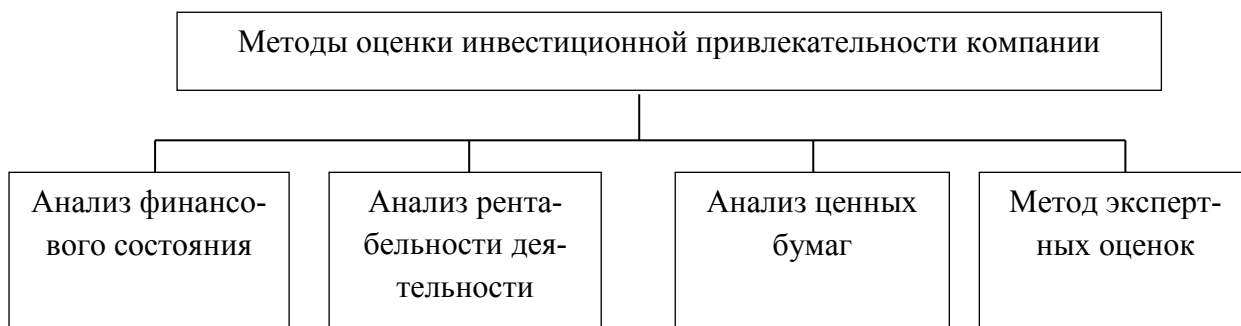 Методы оценки инвестиционной привлекательности компании
Анализ финансо-
вого состояния
Анализ рента-
бельности дея-
тельности
Анализ ценных
бумаг
Метод эксперт-
ных оценок